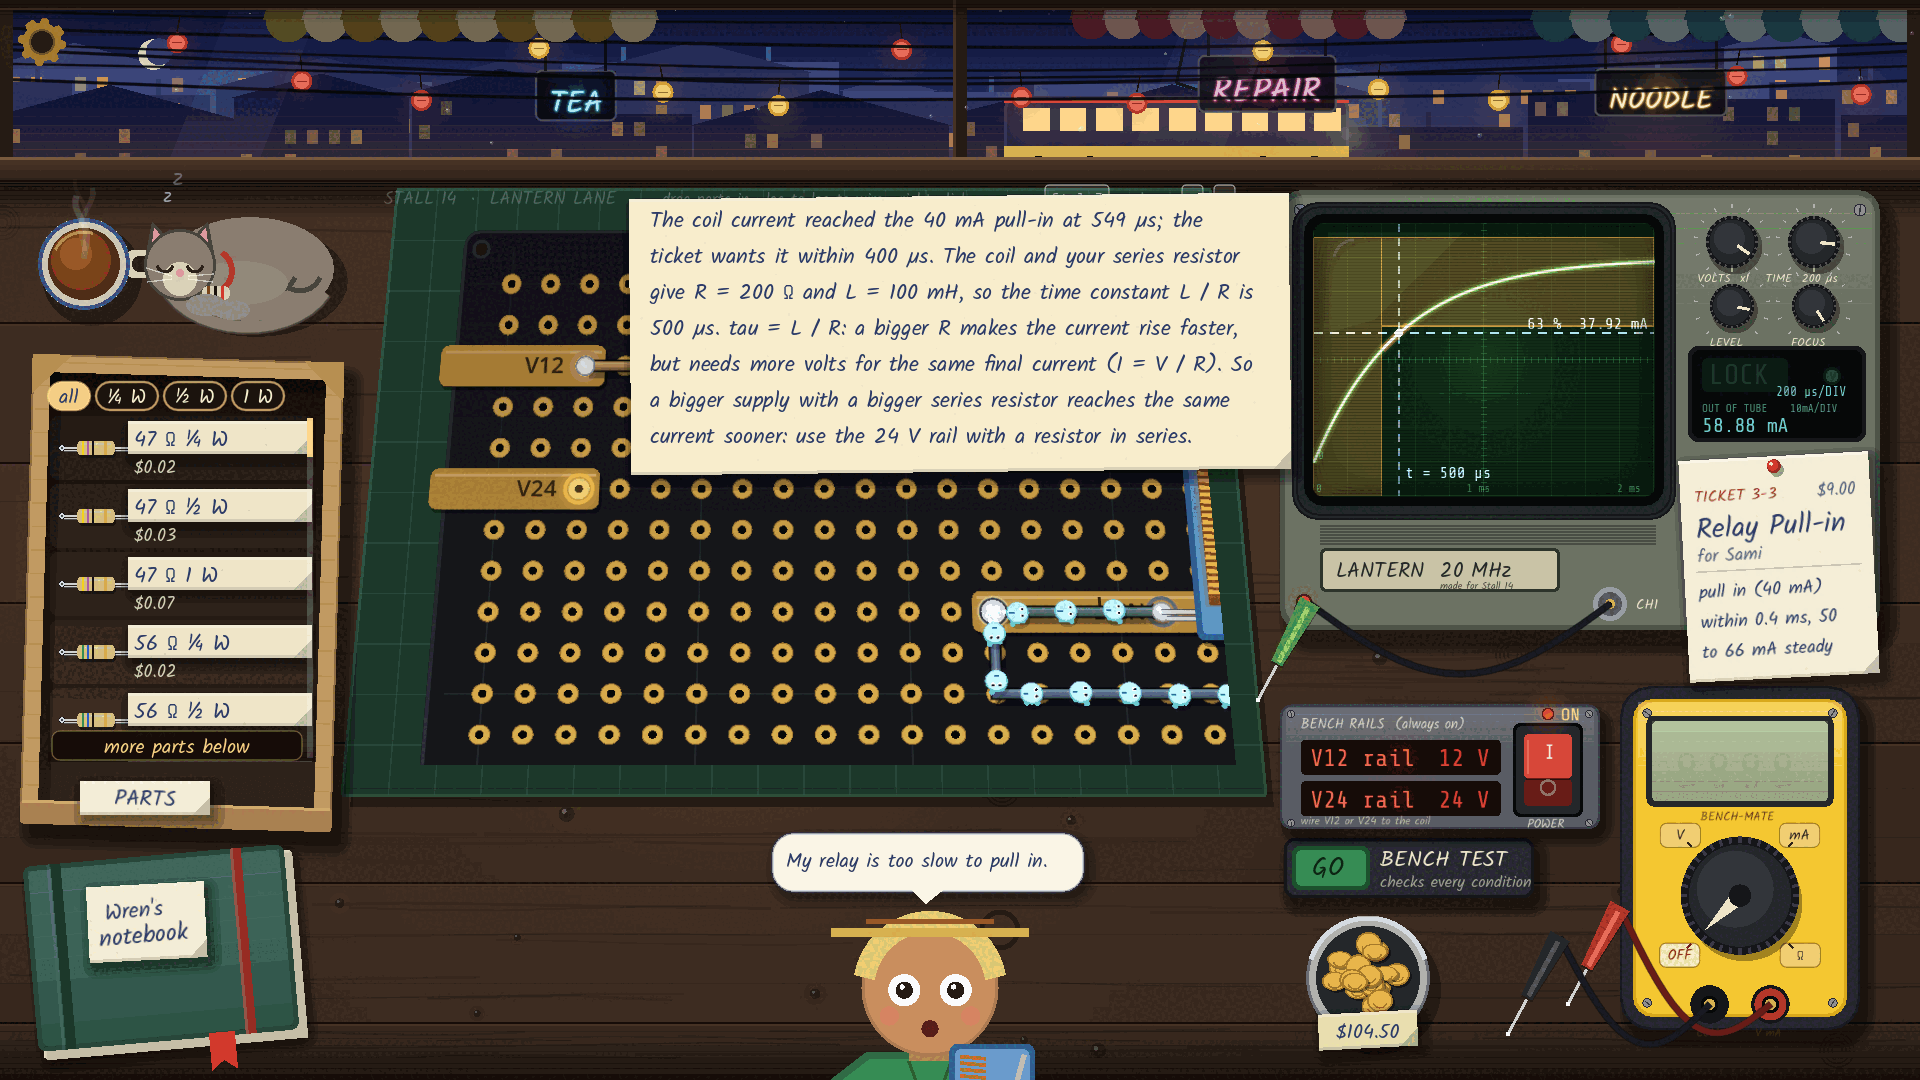 TEA
REPAIR
NOODLE
z
z
STALL 14 · LANTERN LANE
The coil current reached the 40 mA pull-in at 549 µs; the
ticket wants it within 400 µs. The coil and your series resistor
give R = 200 Ω and L = 100 mH, so the time constant L / R is
500 µs. tau = L / R: a bigger R makes the current rise faster,
but needs more volts for the same final current (I = V / R). So
a bigger supply with a bigger series resistor reaches the same
current sooner: use the 24 V rail with a resistor in series.
all
¼ W
½ W
1 W
47 Ω ¼ W
$0.02
47 Ω ½ W
$0.03
47 Ω 1 W
$0.07
56 Ω ¼ W
$0.02
56 Ω ½ W
more parts below
PARTS
Wren's
notebook
V12
V24
63 % 37.92 mA
t = 500 µs
0
1 ms
2 ms
VOLTS x1
TIME 200 µs
LEVEL
FOCUS
LOCK
200 µs/DIV
OUT OF TUBE 10mA/DIV
58.88 mA
LANTERN 20 MHz
made for Stall 14
CH1
TICKET 3-3 $9.00
Relay Pull-in
for Sami
pull in (40 mA)
within 0.4 ms, 50
to 66 mA steady
BENCH RAILS (always on)
ON
V12 rail 12 V
V24 rail 24 V
wire V12 or V24 to the coil
I
POWER
GO
BENCH TEST
checks every condition
BENCH-MATE
V
mA
OFF
Ω
$104.50
My relay is too slow to pull in.